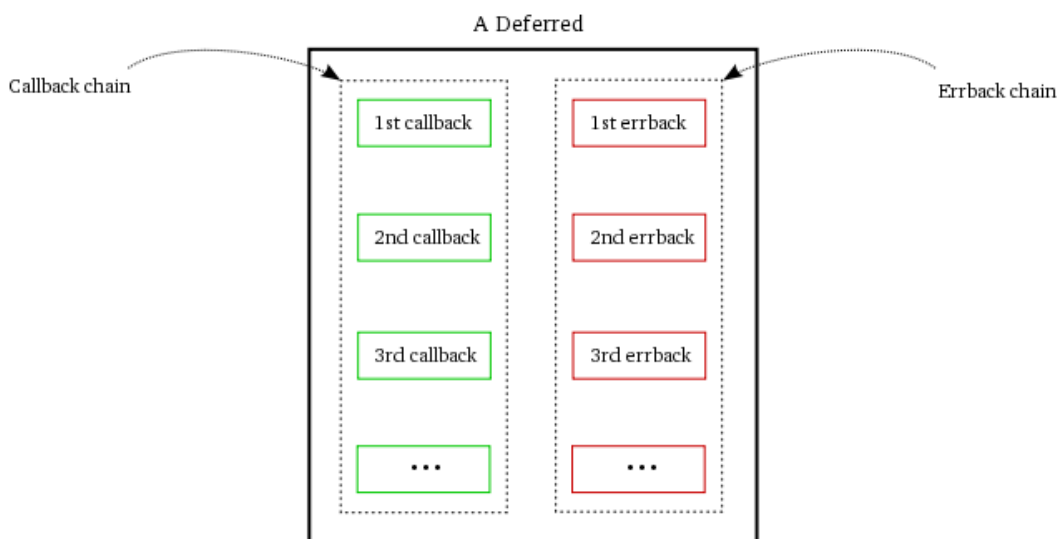 A Deferred
Callback chain
Errback chain
1st callback
1st errback
2nd callback
2nd errback
3rd callback
3rd errback
...
...